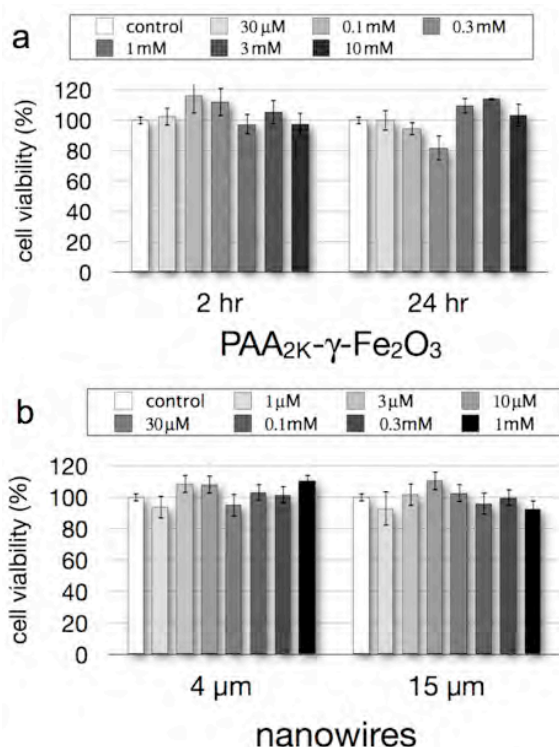 a
control 30 µM 0.1 mM 0.3 mM
1 mM 3 mM 10 mM
cell vialbility (%)
120
100
80
60
40
20
0
2 hr 24 hr
PAA2K-γ-Fe2O3
b
control 1µM 3µM 10µM
30µM 0.1mM 0.3mM 1mM
cell vialbility (%)
120
100
80
60
40
20
0
4 µm 15 µm
nanowires